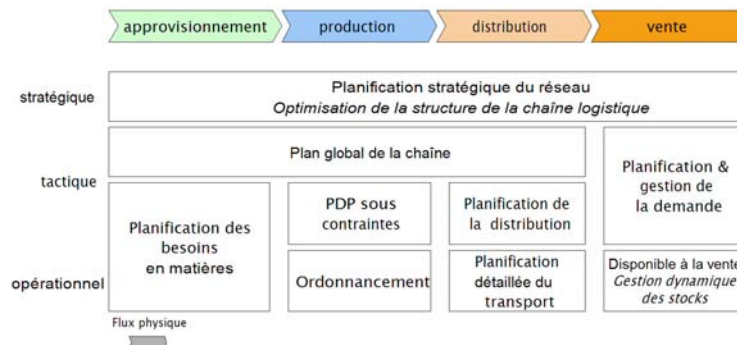 approvisionnement
production
distribution
vente
stratégique
Planification stratégique du réseau
Optimisation de la structure de la chaîne logistique
tactique
Plan global de la chaîne
Planification &
gestion de
la demande
Planification des
besoins
en matières
PDP sous
contraintes
Planification de
la distribution
opérationnel
Ordonnancement
Planification
détaillée du
transport
Disponible à la vente
Gestion dynamique
des stocks
Flux physique